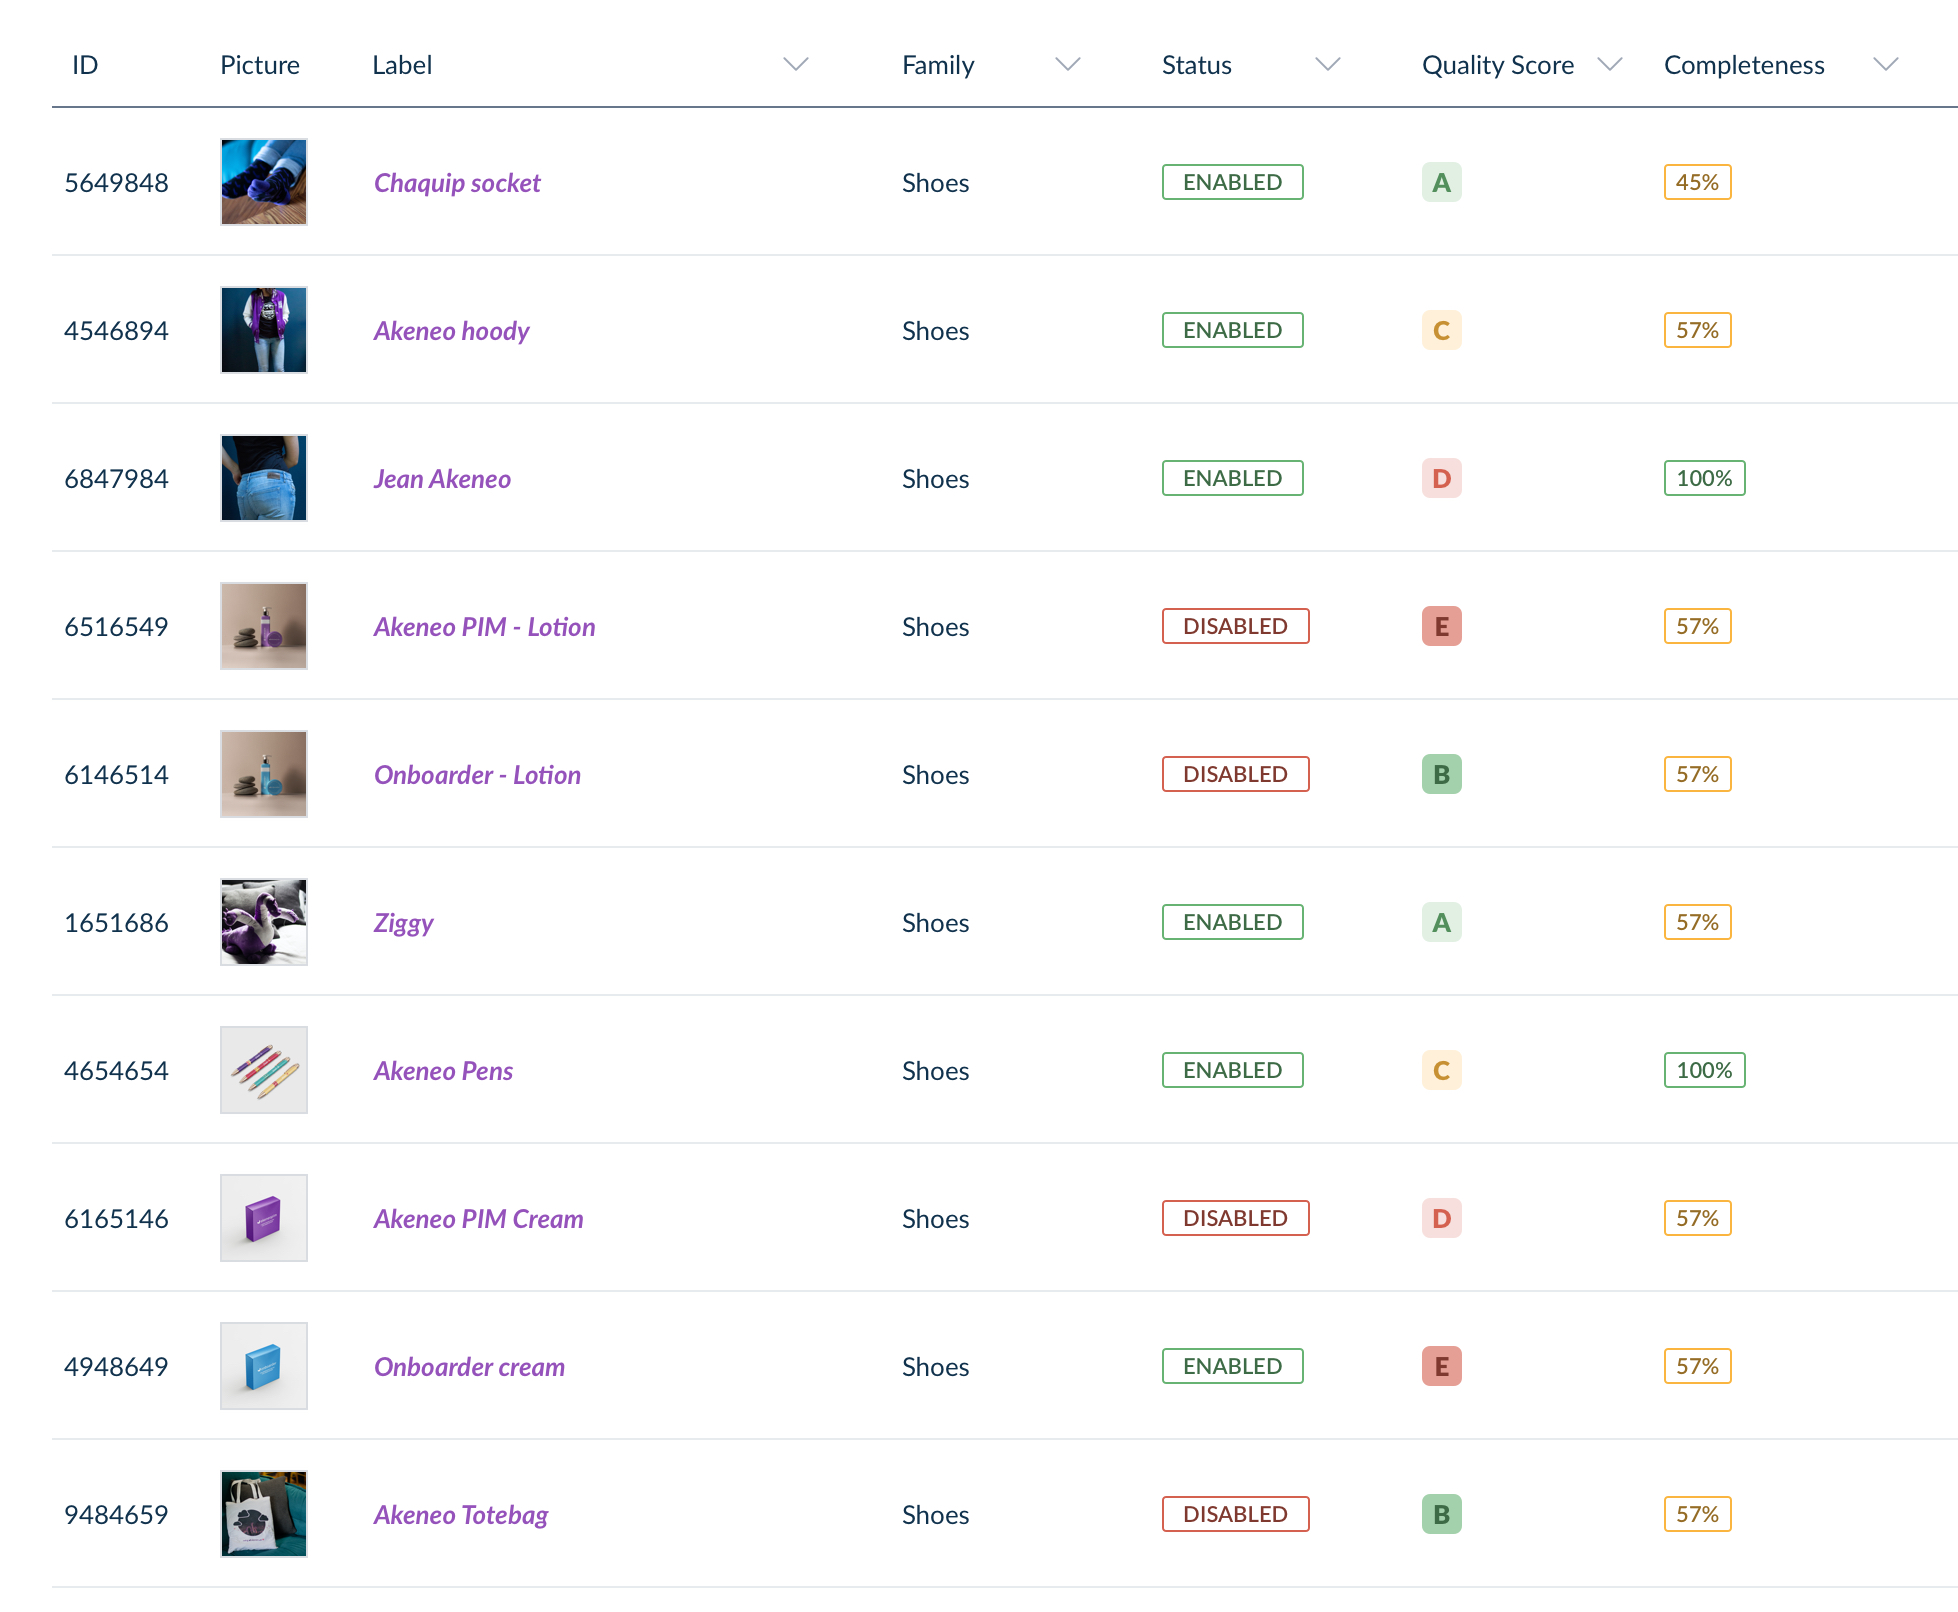 ID Picture Label Family Status Quality Score Completeness
5649848 Chaquip socket Shoes ENABLED A 45%
4546894 Akeneo hoody Shoes ENABLED C 57%
6847984 Jean Akeneo Shoes ENABLED D 100%
6516549 Akeneo PIM - Lotion Shoes DISABLED E 57%
6146514 Onboarder - Lotion Shoes DISABLED B 57%
1651686 Ziggy Shoes ENABLED A 57%
4654654 Akeneo Pens Shoes ENABLED C 100%
6165146 Akeneo PIM Cream Shoes DISABLED D 57%
4948649 Onboarder cream Shoes ENABLED E 57%
9484659 Akeneo Totebag Shoes DISABLED B 57%